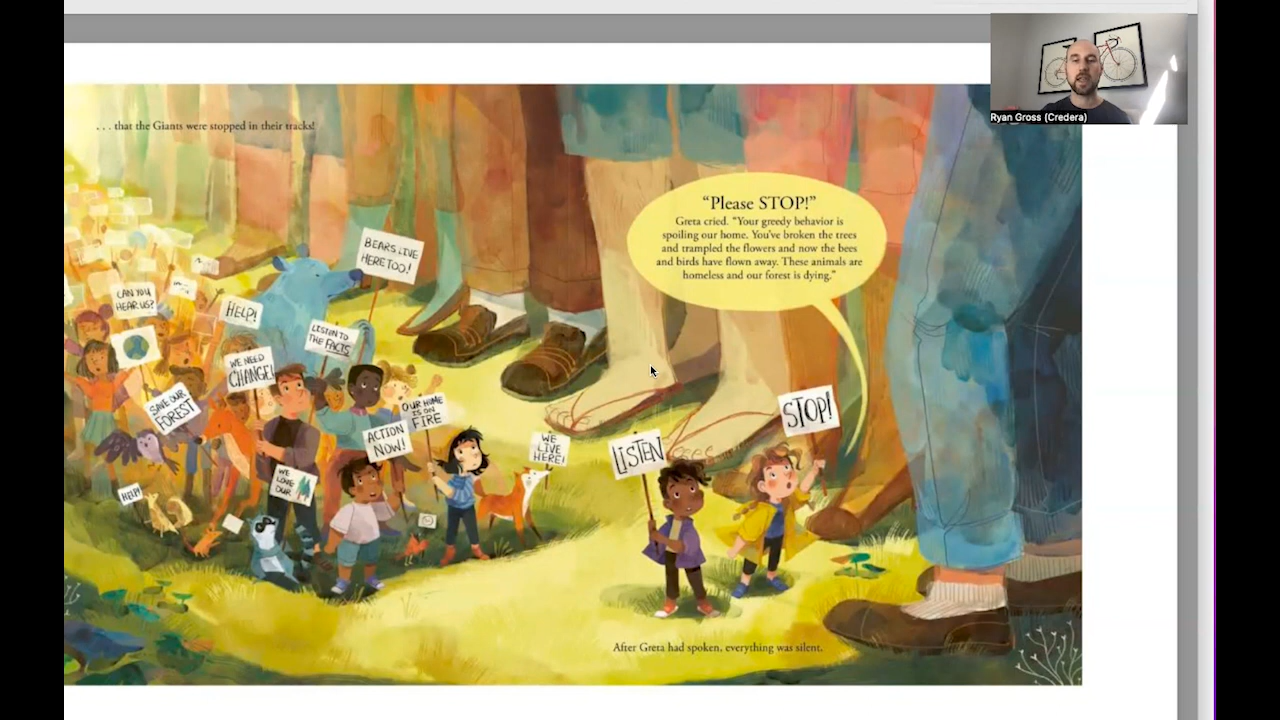 . . . that the Giants were stopped in their tracks!
Ryan Gross (Credera)
“Please STOP!”
Greta cried. “Your greedy behavior is
spoiling our home. You’ve broken the trees
and trampled the flowers and now the bees
and birds have flown away. These animals are
homeless and our forest is dying.”
BEARS LIVE
HERE TOO!
CAN YOU
HEAR US?
HELP!
LISTEN TO
THE FACTS
WE NEED
CHANGE!
SAVE OUR
FOREST
OUR HOME
IS ON
FIRE
ACTION
NOW!
WE
LIVE
HERE!
LISTEN
STOP!
WE
LOVE
OUR
HELP!
After Greta had spoken, everything was silent.